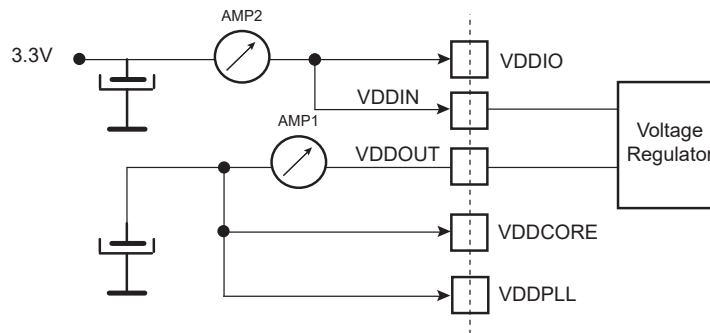 AMP2
3.3V
VDDIO
VDDIN
Voltage
Regulator
AMP1
VDDOUT
VDDCORE
VDDPLL